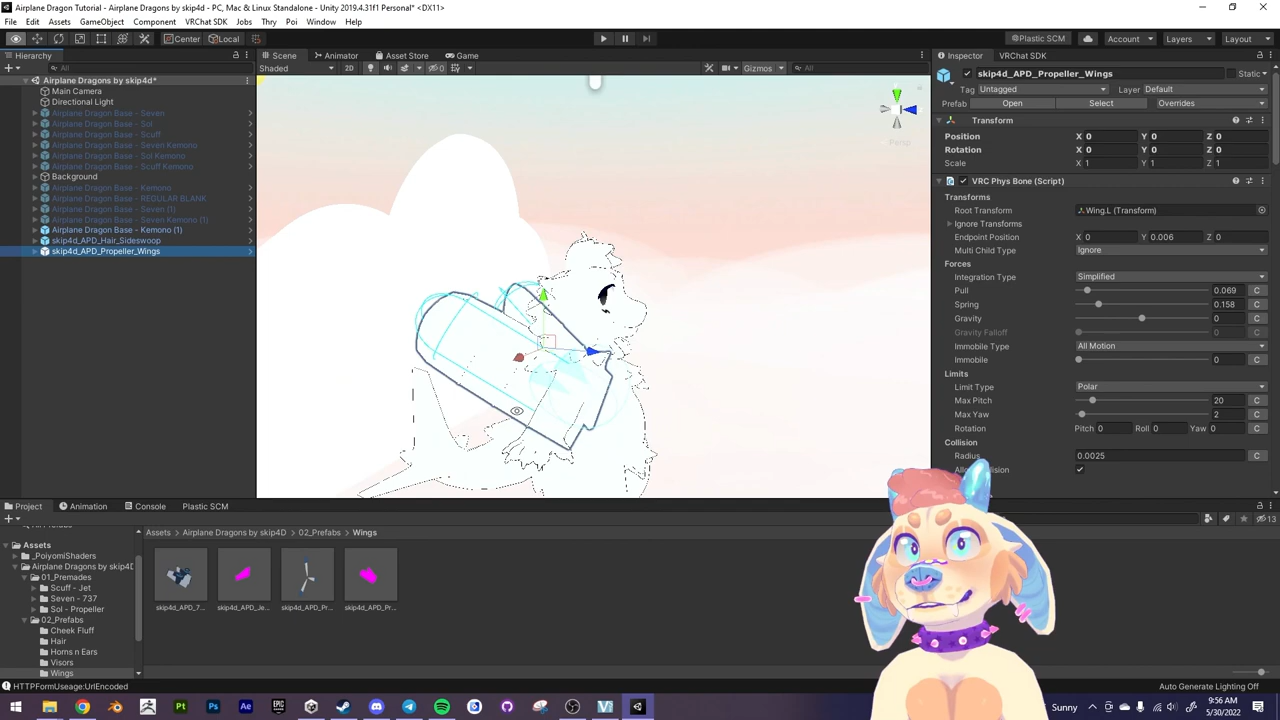 Airplane Dragon Tutorial - Airplane Dragons by skip4d - PC, Mac & Linux Standalone - Unity 2019.4.31f1 Personal* <DX11>
File Edit Assets GameObject Component VRChat SDK Jobs Thry Poi Window Help
Center Local
Plastic SCM Account Layers Layout
Hierarchy
All
Airplane Dragons by skip4d*
Main Camera
Directional Light
Airplane Dragon Base - Seven
Airplane Dragon Base - Sol
Airplane Dragon Base - Scuff
Airplane Dragon Base - Seven Kemono
Airplane Dragon Base - Sol Kemono
Airplane Dragon Base - Scuff Kemono
Background
Airplane Dragon Base - Kemono
Airplane Dragon Base - REGULAR BLANK
Airplane Dragon Base - Seven (1)
Airplane Dragon Base - Seven Kemono (1)
Airplane Dragon Base - Kemono (1)
skip4d_APD_Hair_Sideswoop
skip4d_APD_Propeller_Wings
Scene Animator Asset Store Game
Shaded 2D 0 Gizmos All
Persp
Inspector VRChat SDK
skip4d_APD_Propeller_Wings Static
Tag Untagged Layer Default
Prefab Open Select Overrides
Transform
Position X 0 Y 0 Z 0
Rotation X 0 Y 0 Z 0
Scale X 1 Y 1 Z 1
VRC Phys Bone (Script)
Transforms
Root Transform Wing.L (Transform)
Ignore Transforms
Endpoint Position X 0 Y 0.006 Z 0
Multi Child Type Ignore
Forces
Integration Type Simplified
Pull 0.069 C
Spring 0.158 C
Gravity 0 C
Gravity Falloff 0 C
Immobile Type All Motion
Immobile 0 C
Limits
Limit Type Polar
Max Pitch 20 C
Max Yaw 2 C
Rotation Pitch 0 Roll 0 Yaw 0 C
Collision
Radius 0.0025 C
Project Animation Console Plastic SCM
13
Assets
_PoiyomiShaders
Airplane Dragons by skip4D
01_Premades
Scuff - Jet
Seven - 737
Sol - Propeller
02_Prefabs
Cheek Fluff
Hair
Horns n Ears
Visors
Wings
Assets > Airplane Dragons by skip4D > 02_Prefabs > Wings
skip4d_APD_7... skip4d_APD_Je... skip4d_APD_Pr... skip4d_APD_Pr...
HTTPFormUseage:UrlEncoded
Auto Generate Lighting Off
Sunny
9:56 AM
5/30/2022